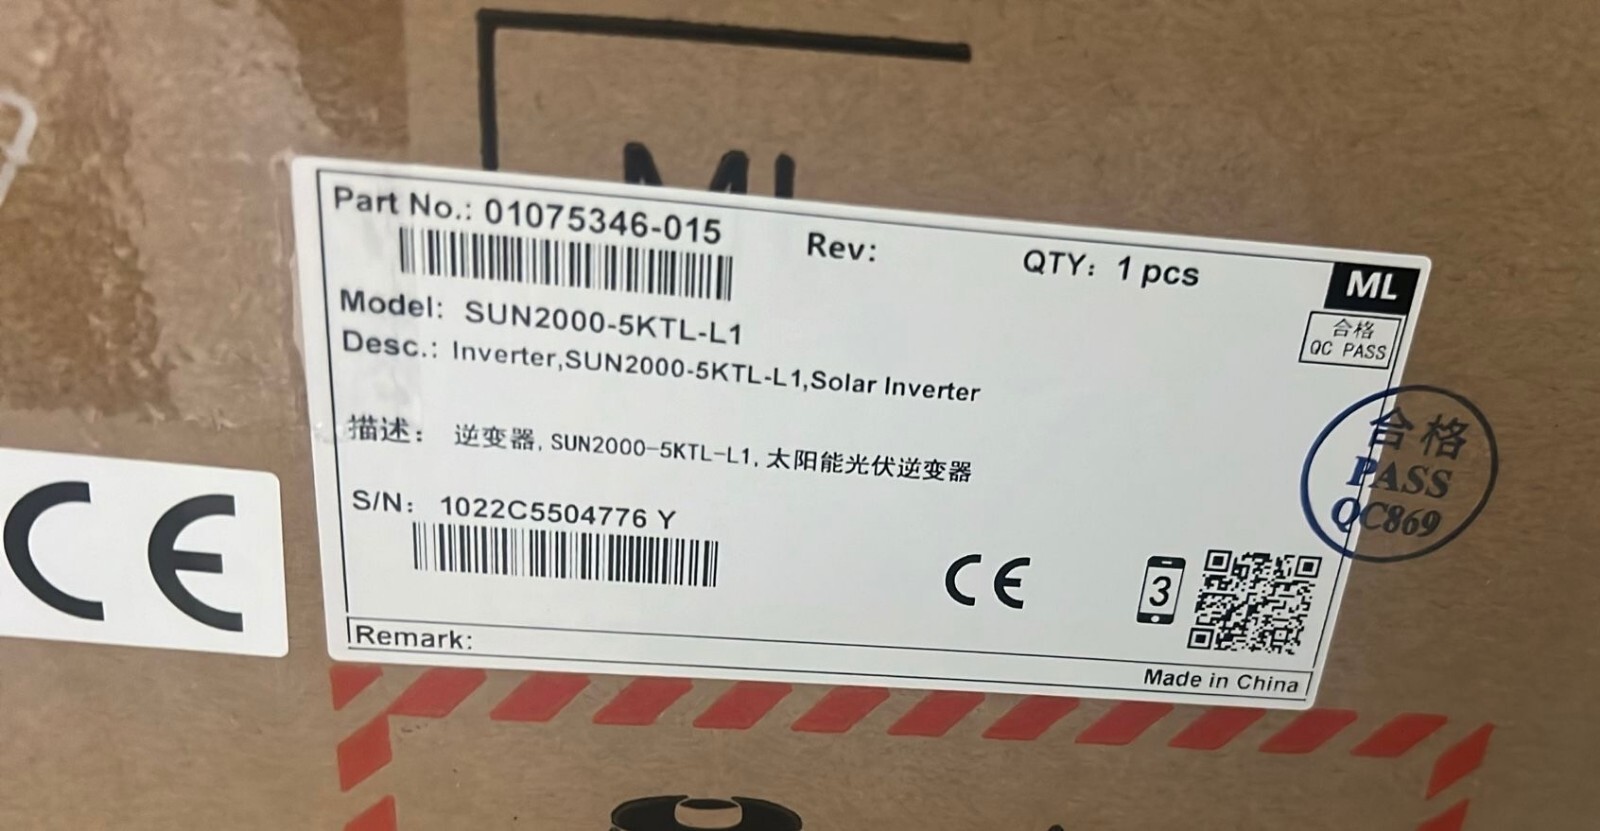 ML
Part No.: 01075346-015
Rev:
QTY: 1 pcs
ML
Model: SUN2000-5KTL-L1
合格
QC PASS
Desc.: Inverter,SUN2000-5KTL-L1,Solar Inverter
描述: 逆变器, SUN2000-5KTL-L1, 太阳能光伏逆变器
合格
PASS
QC869
S/N: 1022C5504776 Y
CE
3
CE
Remark:
Made in China